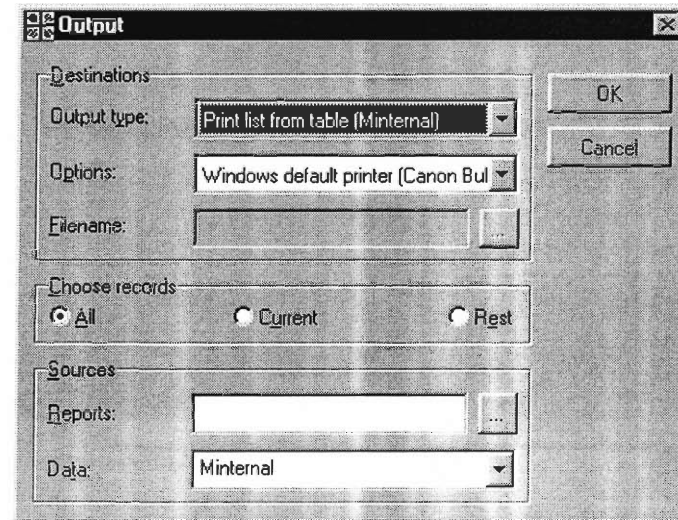 Output
Destinations
OK
Output type: Print list from table (Minternal)
Cancel
Options: Windows default printer (Canon Bul
Filename: ...
Choose records
All Current Rest
Sources
Reports: ...
Data: Minternal